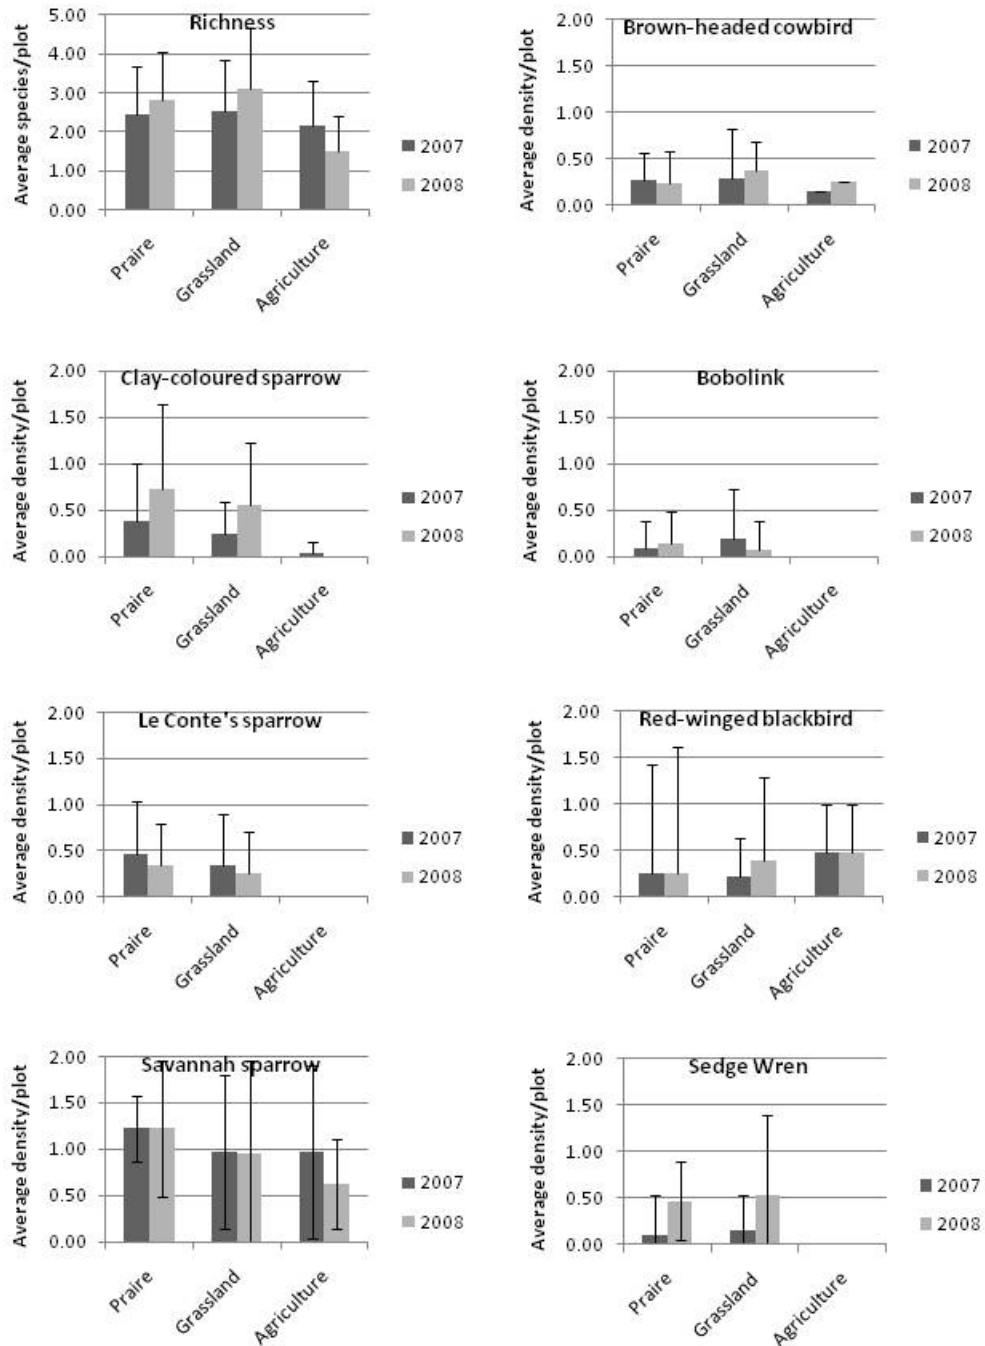 Richness
Average species/plot
5.00
4.00
3.00
2.00
1.00
0.00
Praire
Grassland
Agriculture
2007
2008
Brown-headed cowbird
Average density/plot
2.00
1.50
1.00
0.50
0.00
Praire
Grassland
Agriculture
2007
2008
Clay-coloured sparrow
Average density/plot
2.00
1.50
1.00
0.50
0.00
Praire
Grassland
Agriculture
2007
2008
Bobolink
Average density/plot
2.00
1.50
1.00
0.50
0.00
Praire
Grassland
Agriculture
2007
2008
Le Conte's sparrow
Average density/plot
2.00
1.50
1.00
0.50
0.00
Praire
Grassland
Agriculture
2007
2008
Red-winged blackbird
Average density/plot
2.00
1.50
1.00
0.50
0.00
Praire
Grassland
Agriculture
2007
2008
Savannah sparrow
Average density/plot
2.00
1.50
1.00
0.50
0.00
Praire
Grassland
Agriculture
2007
2008
Sedge Wren
Average density/plot
2.00
1.50
1.00
0.50
0.00
Praire
Grassland
Agriculture
2007
2008